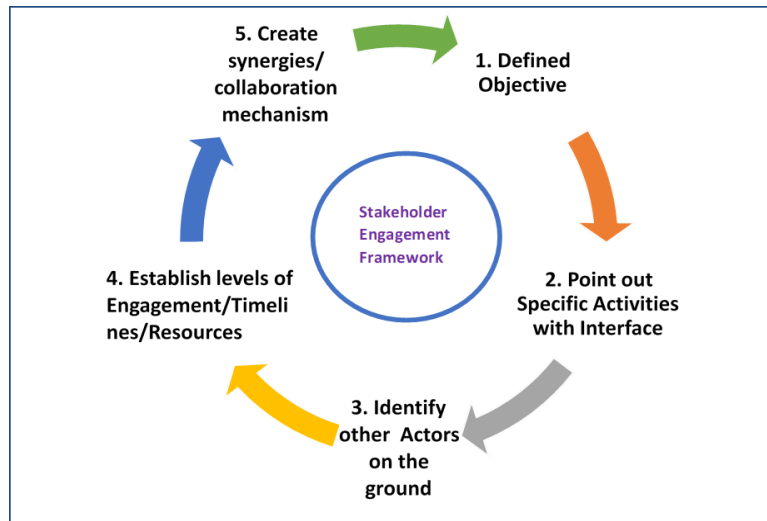 5. Create
synergies/
collaboration
mechanism
1. Defined
Objective
Stakeholder
Engagement
Framework
4. Establish levels of
Engagement/Timeli
nes/Resources
2. Point out
Specific Activities
with Interface
3. Identify
other Actors
on the
ground